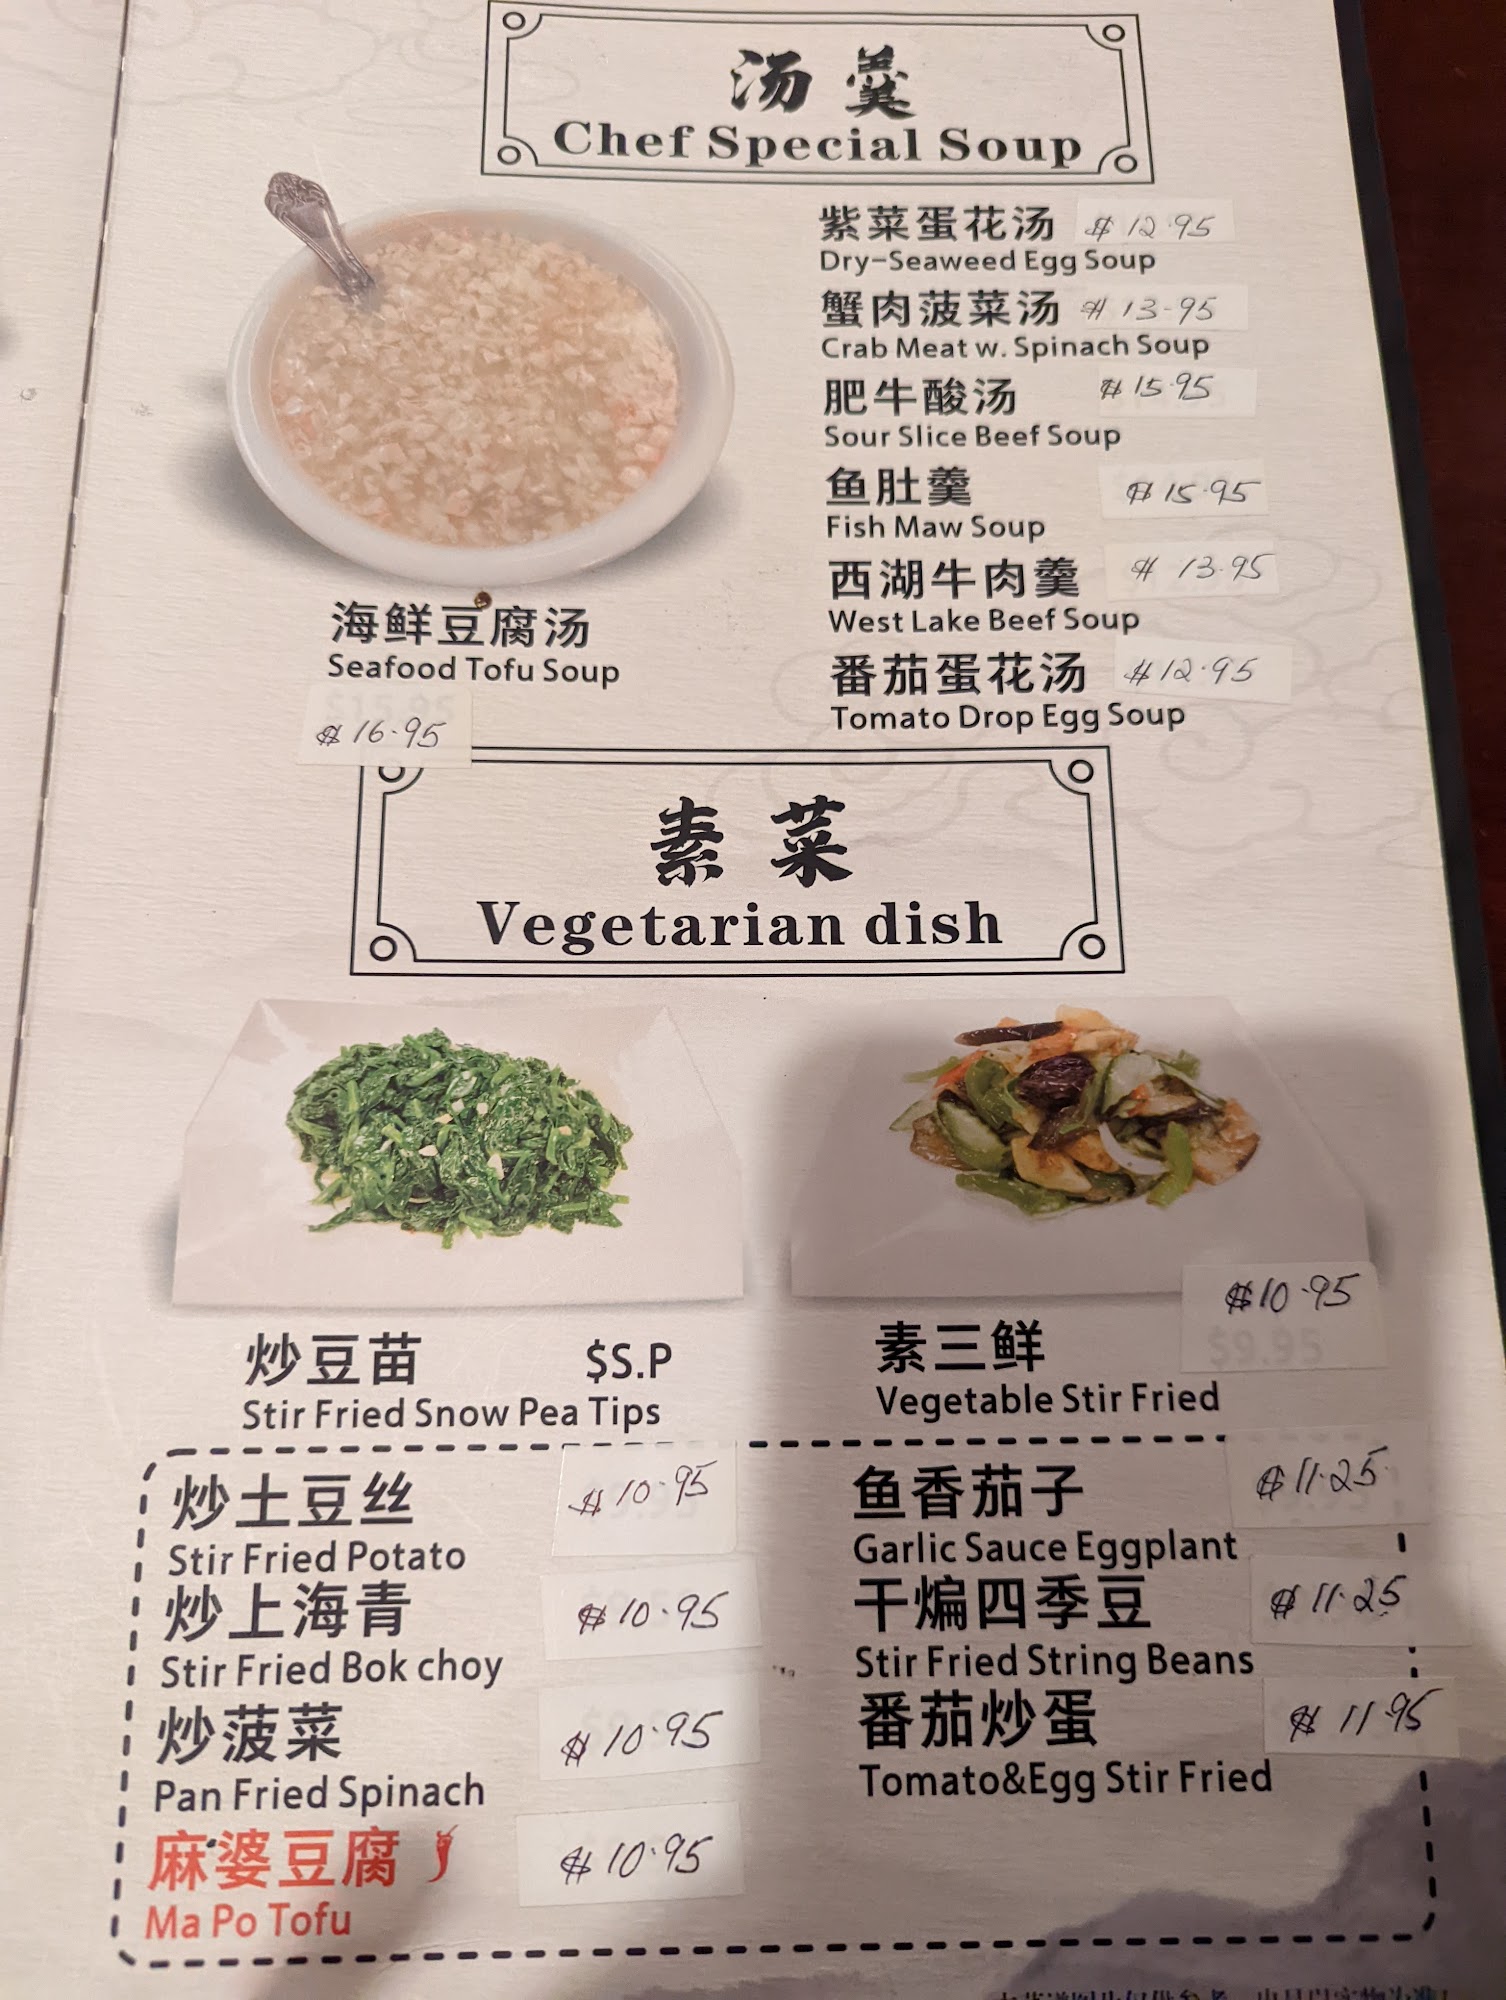 汤羹
Chef Special Soup
紫菜蛋花汤 $12.95
Dry-Seaweed Egg Soup
蟹肉菠菜汤 $13.95
Crab Meat w. Spinach Soup
肥牛酸汤 $15.95
Sour Slice Beef Soup
鱼肚羹 $15.95
Fish Maw Soup
西湖牛肉羹 $13.95
West Lake Beef Soup
番茄蛋花汤 $12.95
Tomato Drop Egg Soup
海鲜豆腐汤
Seafood Tofu Soup
$15.95
$16.95
素菜
Vegetarian dish
炒豆苗 $S.P
Stir Fried Snow Pea Tips
$10.95
素三鲜 $9.95
Vegetable Stir Fried
炒土豆丝 $10.95
Stir Fried Potato
炒上海青 $10.95
Stir Fried Bok choy
炒菠菜 $10.95
Pan Fried Spinach
麻婆豆腐 $10.95
Ma Po Tofu
鱼香茄子 $11.25
Garlic Sauce Eggplant
干煸四季豆 $11.25
Stir Fried String Beans
番茄炒蛋 $11.95
Tomato&Egg Stir Fried